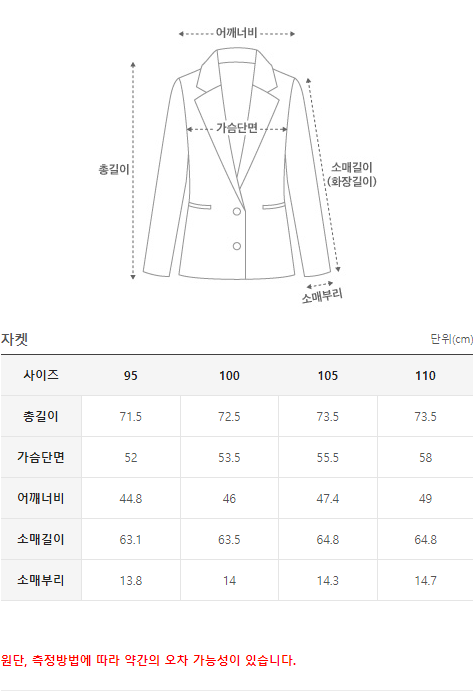 어깨너비
가슴단면
총길이
소매길이
(화장길이)
소매부리
자켓 단위(cm)
사이즈 95 100 105 110
총길이 71.5 72.5 73.5 73.5
가슴단면 52 53.5 55.5 58
어깨너비 44.8 46 47.4 49
소매길이 63.1 63.5 64.8 64.8
소매부리 13.8 14 14.3 14.7
원단, 측정방법에 따라 약간의 오차 가능성이 있습니다.